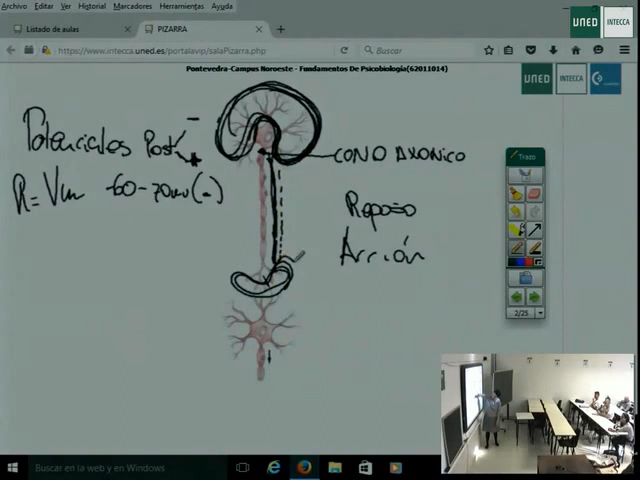 Archivo Editar Ver Historial Marcadores Herramientas Ayuda
Listado de aulas
PIZARRA
https://www.intecca.uned.es/portalavip/salaPizarra.php
Buscar
UNED
INTECCA
Pontevedra-Campus Noroeste - Fundamentos De Psicobiología(62011014)
UNED
INTECCA
Potenciales Post - +
CONO AXONICO
R= Vm -60-70mv (-)
Reposo
Acción
Trazo
2/25
Buscar en la web y en Windows